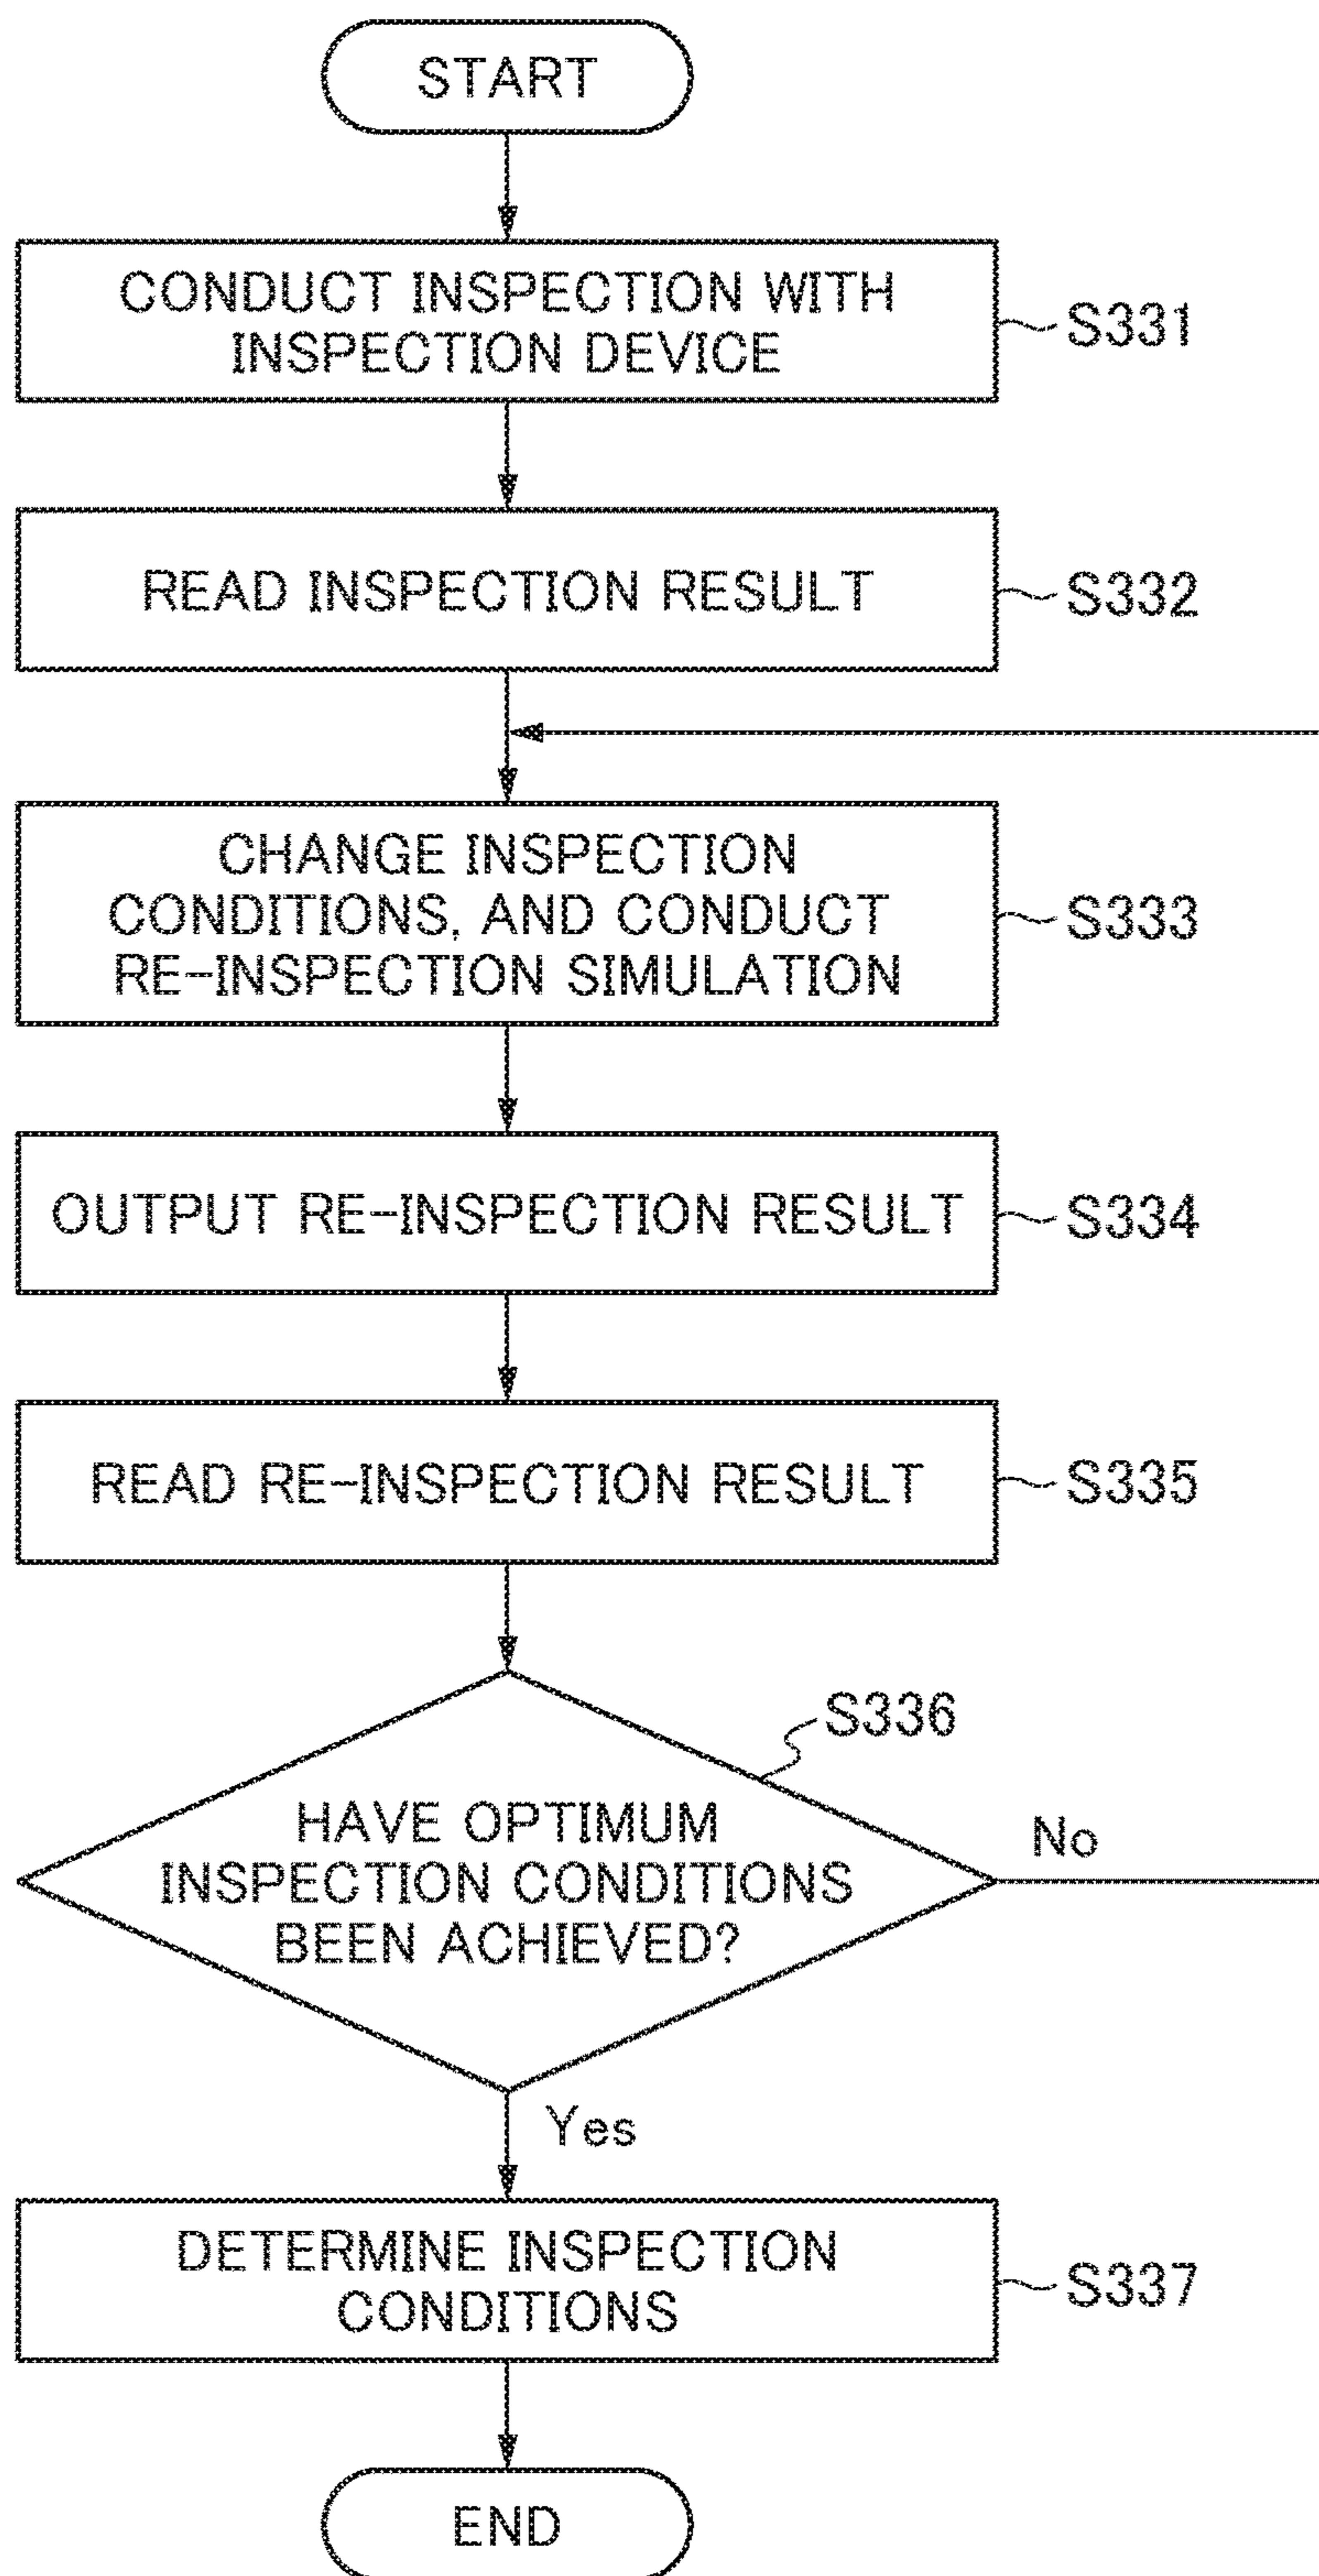 START
CONDUCT INSPECTION WITH
INSPECTION DEVICE
S331
READ INSPECTION RESULT
S332
CHANGE INSPECTION
CONDITIONS, AND CONDUCT
RE-INSPECTION SIMULATION
S333
OUTPUT RE-INSPECTION RESULT
S334
READ RE-INSPECTION RESULT
S335
S336
HAVE OPTIMUM
INSPECTION CONDITIONS
BEEN ACHIEVED?
No
Yes
DETERMINE INSPECTION
CONDITIONS
S337
END